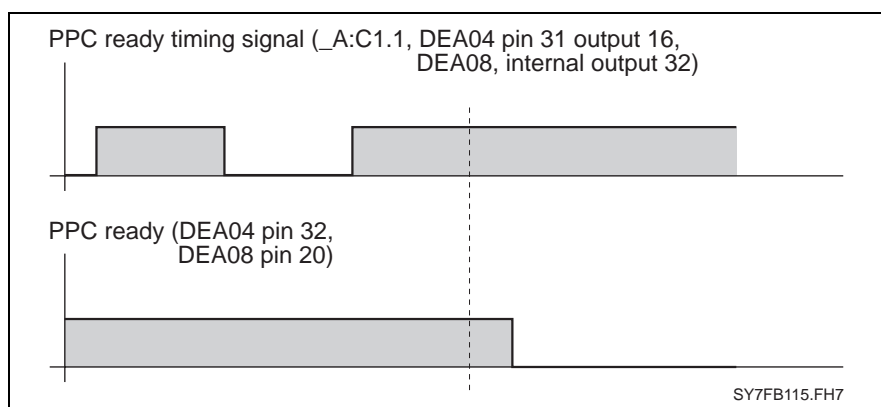 PPC ready timing signal (_A:C1.1, DEA04 pin 31 output 16,
DEA08, internal output 32)
PPC ready (DEA04 pin 32,
DEA08 pin 20)
SY7FB115.FH7